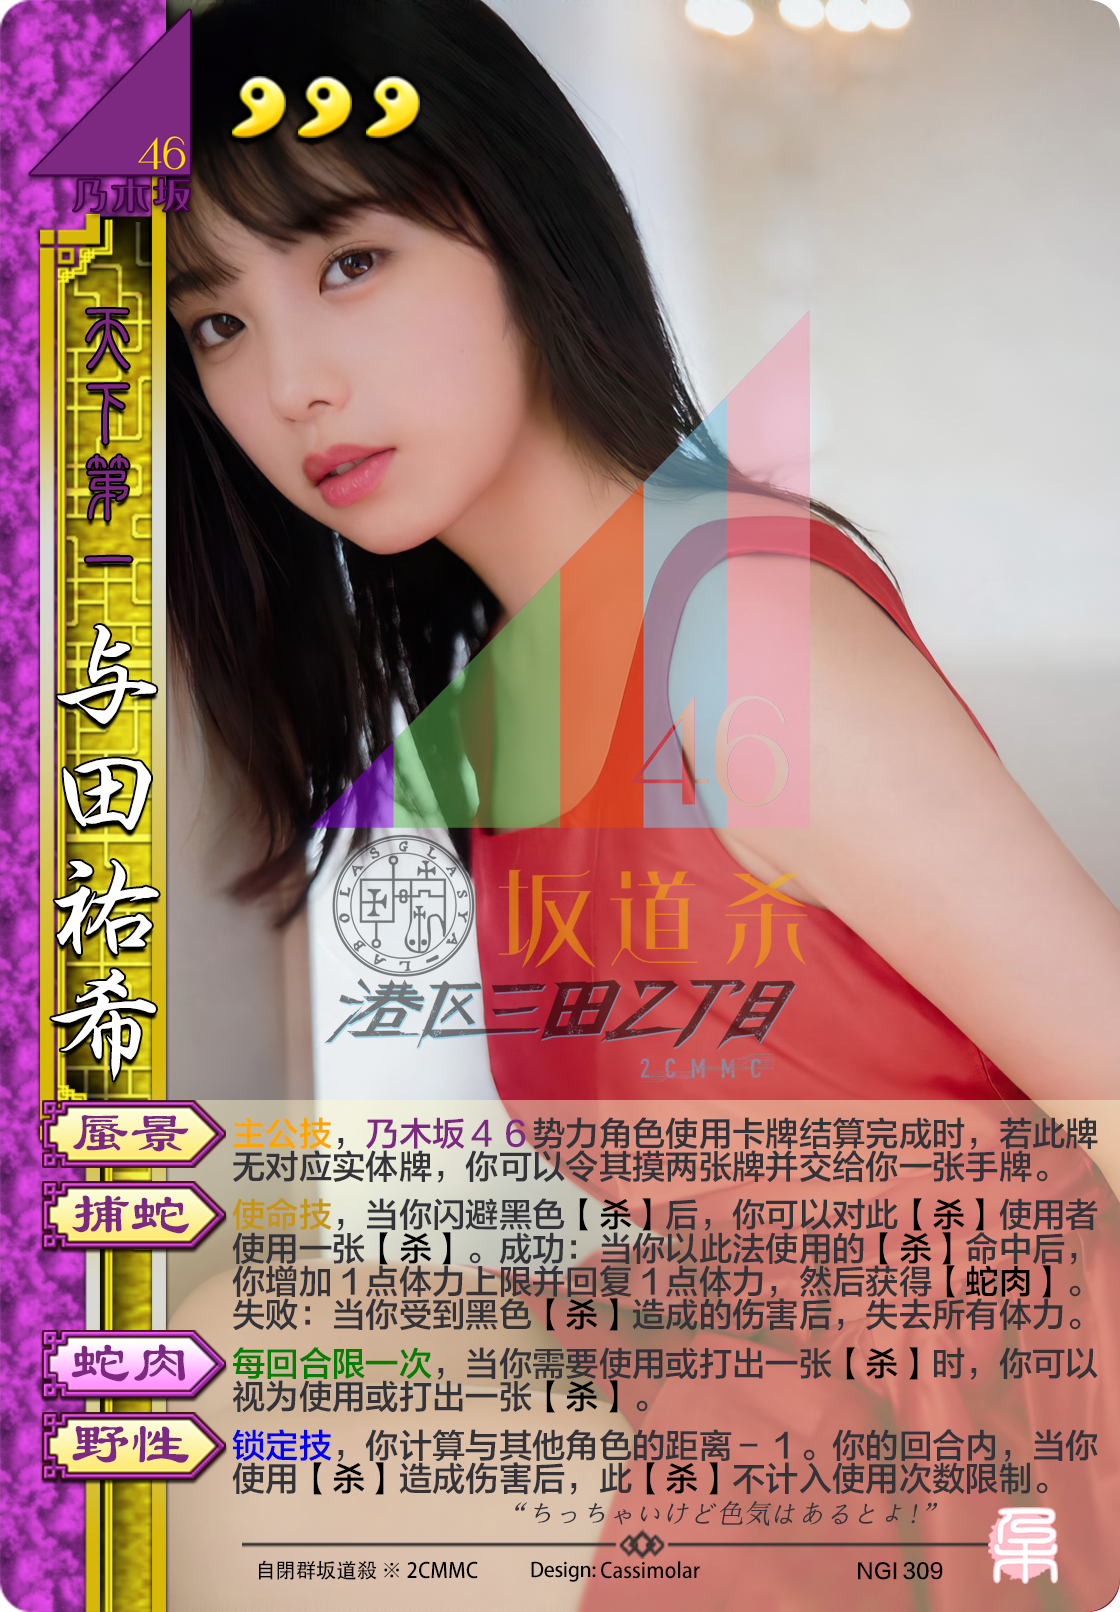 46
乃木坂
天下第一
与田祐希
46
GLASYA-LABOLAS
坂道杀
港区三田2丁目
2CMMC
蜃景
主公技，乃木坂４６势力角色使用卡牌结算完成时，若此牌
无对应实体牌，你可以令其摸两张牌并交给你一张手牌。
捕蛇
使命技，当你闪避黑色【杀】后，你可以对此【杀】使用者
使用一张【杀】。成功：当你以此法使用的【杀】命中后，
你增加１点体力上限并回复１点体力，然后获得【蛇肉】。
失败：当你受到黑色【杀】造成的伤害后，失去所有体力。
蛇肉
每回合限一次，当你需要使用或打出一张【杀】时，你可以
视为使用或打出一张【杀】。
野性
锁定技，你计算与其他角色的距离－１。你的回合内，当你
使用【杀】造成伤害后，此【杀】不计入使用次数限制。
“ちっちゃいけど色気はあるとよ！”
自閉群坂道殺 ※ 2CMMC
Design: Cassimolar
NGI 309